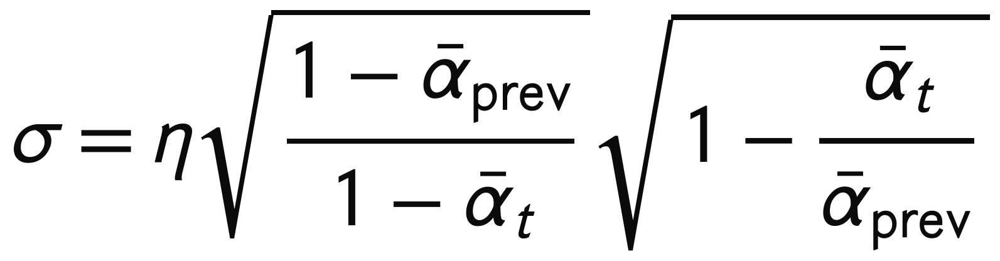 σ = η√((1 − ᾱ_prev)/(1 − ᾱ_t)) √(1 − ᾱ_t/ᾱ_prev)